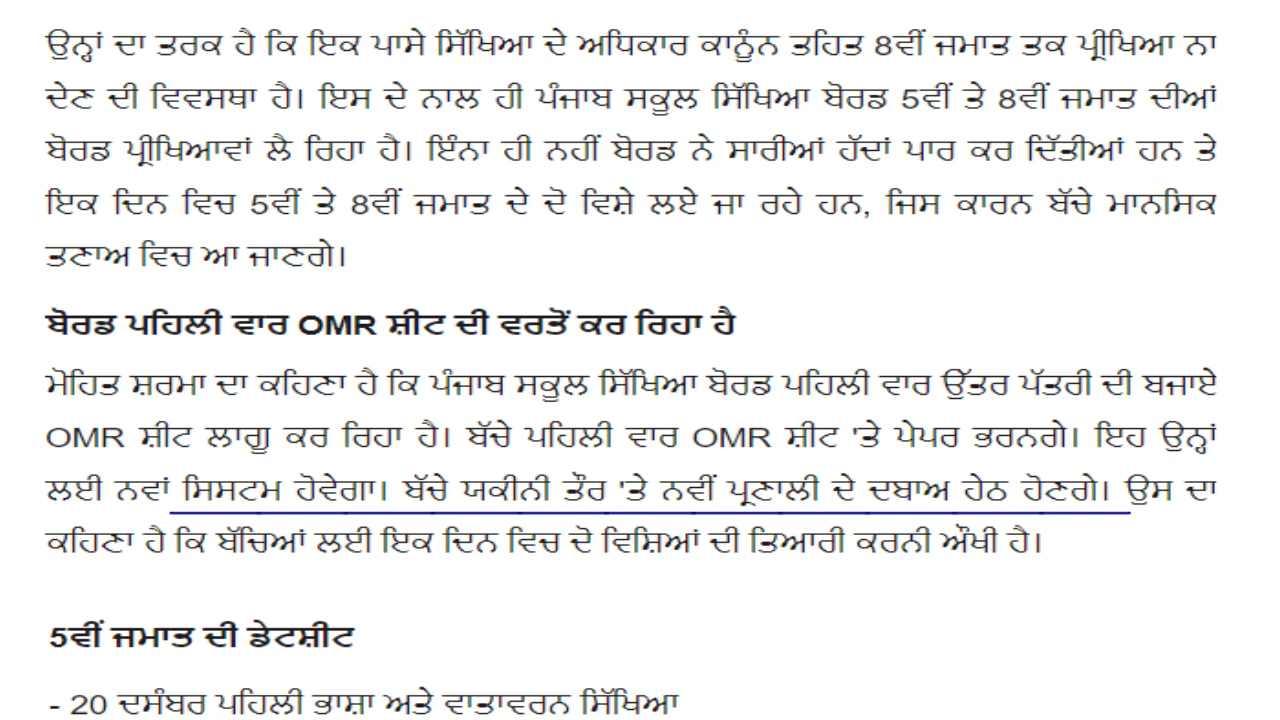 ਉਨ੍ਹਾਂ ਦਾ ਤਰਕ ਹੈ ਕਿ ਇਕ ਪਾਸੇ ਸਿੱਖਿਆ ਦੇ ਅਧਿਕਾਰ ਕਾਨੂੰਨ ਤਹਿਤ 8ਵੀਂ ਜਮਾਤ ਤਕ ਪ੍ਰੀਖਿਆ ਨਾ
ਦੇਣ ਦੀ ਵਿਵਸਥਾ ਹੈ। ਇਸ ਦੇ ਨਾਲ ਹੀ ਪੰਜਾਬ ਸਕੂਲ ਸਿੱਖਿਆ ਬੋਰਡ 5ਵੀਂ ਤੇ 8ਵੀਂ ਜਮਾਤ ਦੀਆਂ
ਬੋਰਡ ਪ੍ਰੀਖਿਆਵਾਂ ਲੈ ਰਿਹਾ ਹੈ। ਇੰਨਾ ਹੀ ਨਹੀਂ ਬੋਰਡ ਨੇ ਸਾਰੀਆਂ ਹੱਦਾਂ ਪਾਰ ਕਰ ਦਿੱਤੀਆਂ ਹਨ ਤੇ
ਇਕ ਦਿਨ ਵਿਚ 5ਵੀਂ ਤੇ 8ਵੀਂ ਜਮਾਤ ਦੇ ਦੋ ਵਿਸ਼ੇ ਲਏ ਜਾ ਰਹੇ ਹਨ, ਜਿਸ ਕਾਰਨ ਬੱਚੇ ਮਾਨਸਿਕ
ਤਣਾਅ ਵਿਚ ਆ ਜਾਣਗੇ।
ਬੋਰਡ ਪਹਿਲੀ ਵਾਰ OMR ਸ਼ੀਟ ਦੀ ਵਰਤੋਂ ਕਰ ਰਿਹਾ ਹੈ
ਮੋਹਿਤ ਸ਼ਰਮਾ ਦਾ ਕਹਿਣਾ ਹੈ ਕਿ ਪੰਜਾਬ ਸਕੂਲ ਸਿੱਖਿਆ ਬੋਰਡ ਪਹਿਲੀ ਵਾਰ ਉੱਤਰ ਪੱਤਰੀ ਦੀ ਬਜਾਏ
OMR ਸ਼ੀਟ ਲਾਗੂ ਕਰ ਰਿਹਾ ਹੈ। ਬੱਚੇ ਪਹਿਲੀ ਵਾਰ OMR ਸ਼ੀਟ 'ਤੇ ਪੇਪਰ ਭਰਨਗੇ। ਇਹ ਉਨ੍ਹਾਂ
ਲਈ ਨਵਾਂ ਸਿਸਟਮ ਹੋਵੇਗਾ। ਬੱਚੇ ਯਕੀਨੀ ਤੌਰ 'ਤੇ ਨਵੀਂ ਪ੍ਰਣਾਲੀ ਦੇ ਦਬਾਅ ਹੇਠ ਹੋਣਗੇ। ਉਸ ਦਾ
ਕਹਿਣਾ ਹੈ ਕਿ ਬੱਚਿਆਂ ਲਈ ਇਕ ਦਿਨ ਵਿਚ ਦੋ ਵਿਸ਼ਿਆਂ ਦੀ ਤਿਆਰੀ ਕਰਨੀ ਔਖੀ ਹੈ।
5ਵੀਂ ਜਮਾਤ ਦੀ ਡੇਟਸ਼ੀਟ
- 20 ਦਸੰਬਰ ਪਹਿਲੀ ਭਾਸ਼ਾ ਅਤੇ ਵਾਤਾਵਰਨ ਸਿੱਖਿਆ